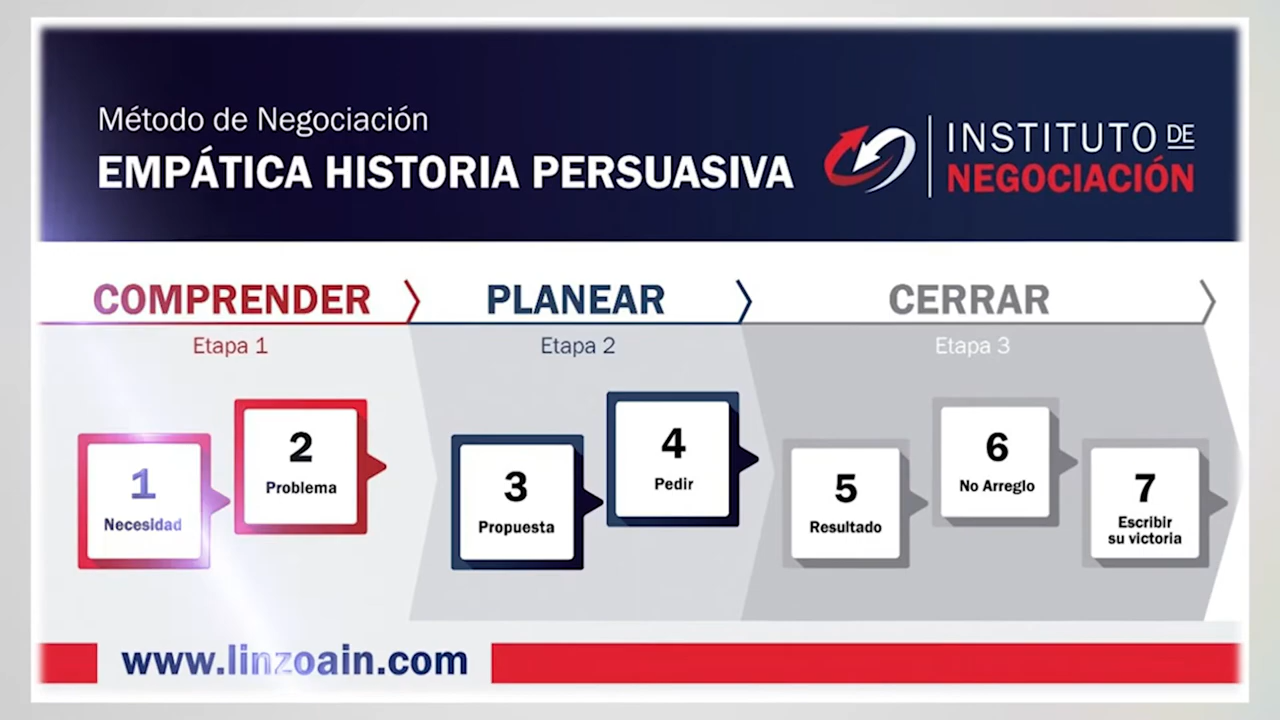 Método de Negociación
EMPÁTICA HISTORIA PERSUASIVA
INSTITUTO DE
NEGOCIACIÓN
COMPRENDER
Etapa 1
PLANEAR
Etapa 2
CERRAR
Etapa 3
1
Necesidad
2
Problema
3
Propuesta
4
Pedir
5
Resultado
6
No Arreglo
7
Escribir
su victoria
www.linzoain.com